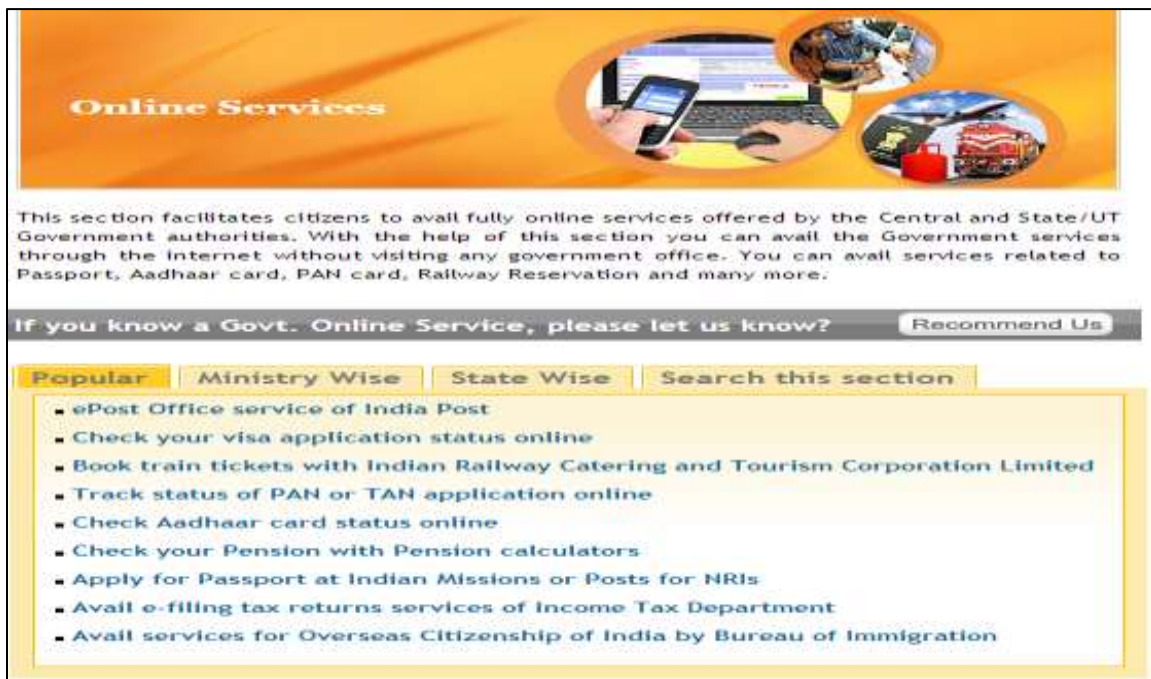 Online Services
This section facilitates citizens to avail fully online services offered by the Central and State/UT
Government authorities. With the help of this section you can avail the Government services
through the internet without visiting any government office. You can avail services related to
Passport, Aadhaar card, PAN card, Railway Reservation and many more.
If you know a Govt. Online Service, please let us know? Recommend Us
Popular Ministry Wise State Wise Search this section
ePost Office service of India Post
Check your visa application status online
Book train tickets with Indian Railway Catering and Tourism Corporation Limited
Track status of PAN or TAN application online
Check Aadhaar card status online
Check your Pension with Pension calculators
Apply for Passport at Indian Missions or Posts for NRIs
Avail e-filing tax returns services of Income Tax Department
Avail services for Overseas Citizenship of India by Bureau of Immigration